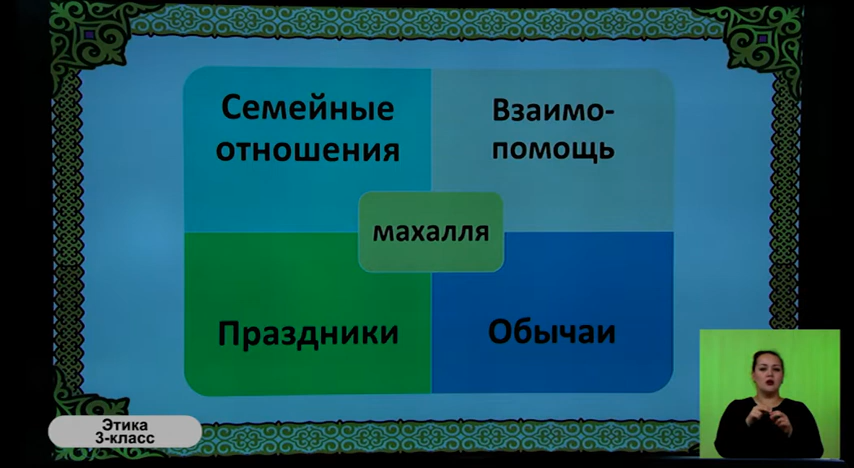 Семейные
отношения
Взаимо-
помощь
махалля
Праздники
Обычаи
Этика
3-класс